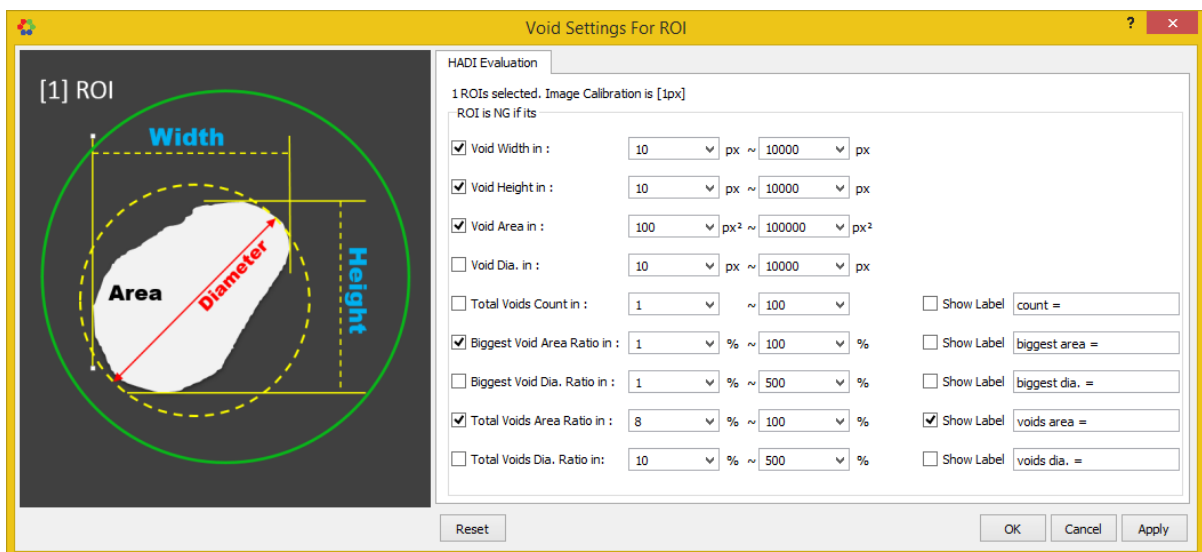 Void Settings For ROI
?
×
[1] ROI
Width
Height
Diameter
Area
HADI Evaluation
1 ROIs selected. Image Calibration is [1px]
ROI is NG if its
Void Width in : 10 px ~ 10000 px
Void Height in : 10 px ~ 10000 px
Void Area in : 100 px² ~ 100000 px²
Void Dia. in : 10 px ~ 10000 px
Total Voids Count in : 1 ~ 100 Show Label count =
Biggest Void Area Ratio in : 1 % ~ 100 % Show Label biggest area =
Biggest Void Dia. Ratio in : 1 % ~ 500 % Show Label biggest dia. =
Total Voids Area Ratio in : 8 % ~ 100 % Show Label voids area =
Total Voids Dia. Ratio in: 10 % ~ 500 % Show Label voids dia. =
Reset OK Cancel Apply